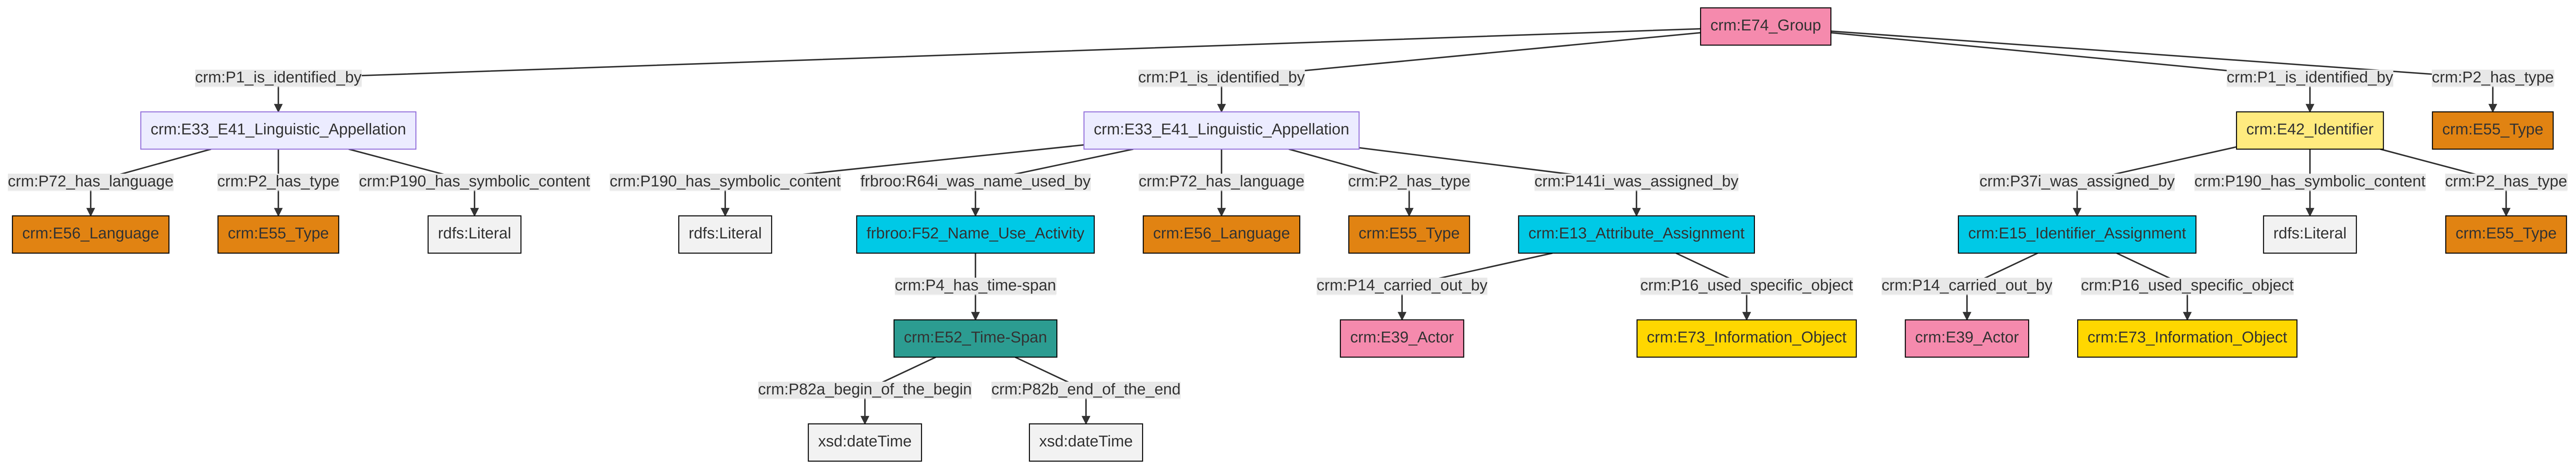 crm:E74_Group
crm:P1_is_identified_by
crm:P1_is_identified_by
crm:P1_is_identified_by
crm:P2_has_type
crm:E33_E41_Linguistic_Appellation
crm:E33_E41_Linguistic_Appellation
crm:E42_Identifier
crm:E55_Type
crm:P72_has_language
crm:P2_has_type
crm:P190_has_symbolic_content
crm:P190_has_symbolic_content
frbroo:R64i_was_name_used_by
crm:P72_has_language
crm:P2_has_type
crm:P141i_was_assigned_by
crm:P37i_was_assigned_by
crm:P190_has_symbolic_content
crm:P2_has_type
crm:E56_Language
crm:E55_Type
rdfs:Literal
rdfs:Literal
frbroo:F52_Name_Use_Activity
crm:E56_Language
crm:E55_Type
crm:E13_Attribute_Assignment
crm:E15_Identifier_Assignment
rdfs:Literal
crm:E55_Type
crm:P4_has_time-span
crm:P14_carried_out_by
crm:P16_used_specific_object
crm:P14_carried_out_by
crm:P16_used_specific_object
crm:E52_Time-Span
crm:E39_Actor
crm:E73_Information_Object
crm:E39_Actor
crm:E73_Information_Object
crm:P82a_begin_of_the_begin
crm:P82b_end_of_the_end
xsd:dateTime
xsd:dateTime